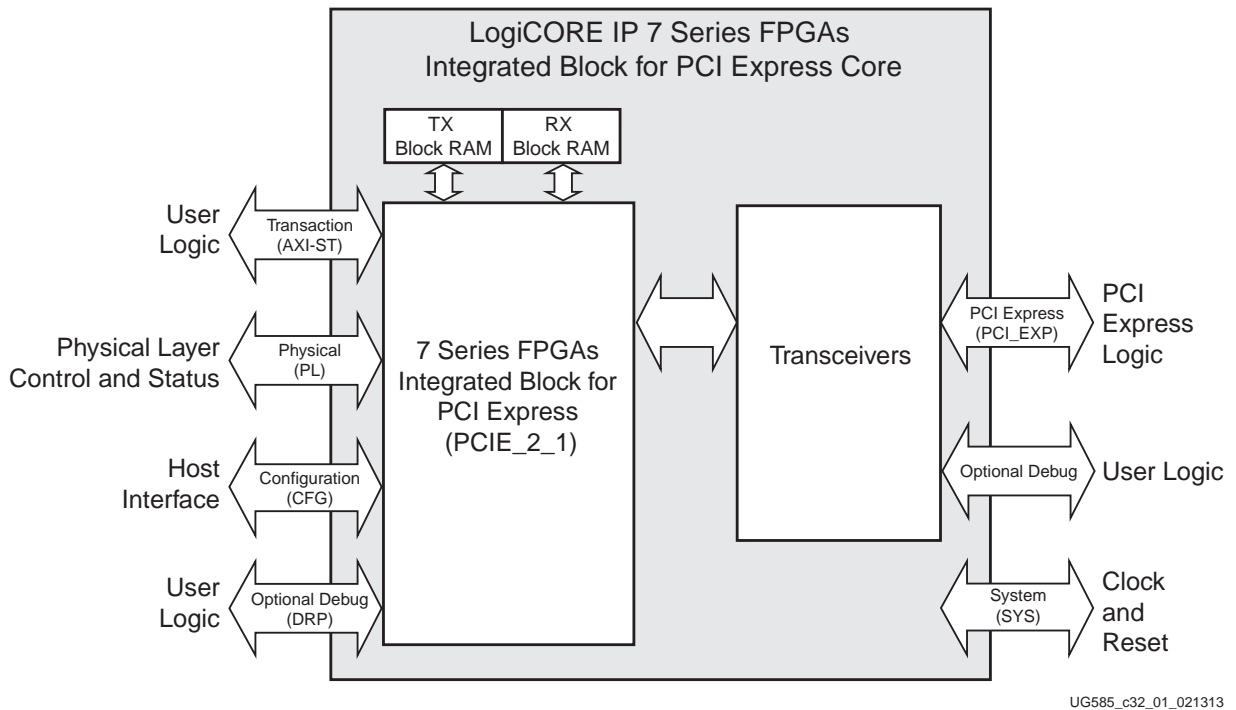 LogiCORE IP 7 Series FPGAs
Integrated Block for PCI Express Core
TX
Block RAM
RX
Block RAM
User
Logic
Transaction
(AXI-ST)
Physical Layer
Control and Status
Physical
(PL)
Host
Interface
Configuration
(CFG)
User
Logic
Optional Debug
(DRP)
7 Series FPGAs
Integrated Block for
PCI Express
(PCIE_2_1)
Transceivers
PCI Express
(PCI_EXP)
PCI
Express
Logic
Optional Debug
User Logic
System
(SYS)
Clock
and
Reset
UG585_c32_01_021313